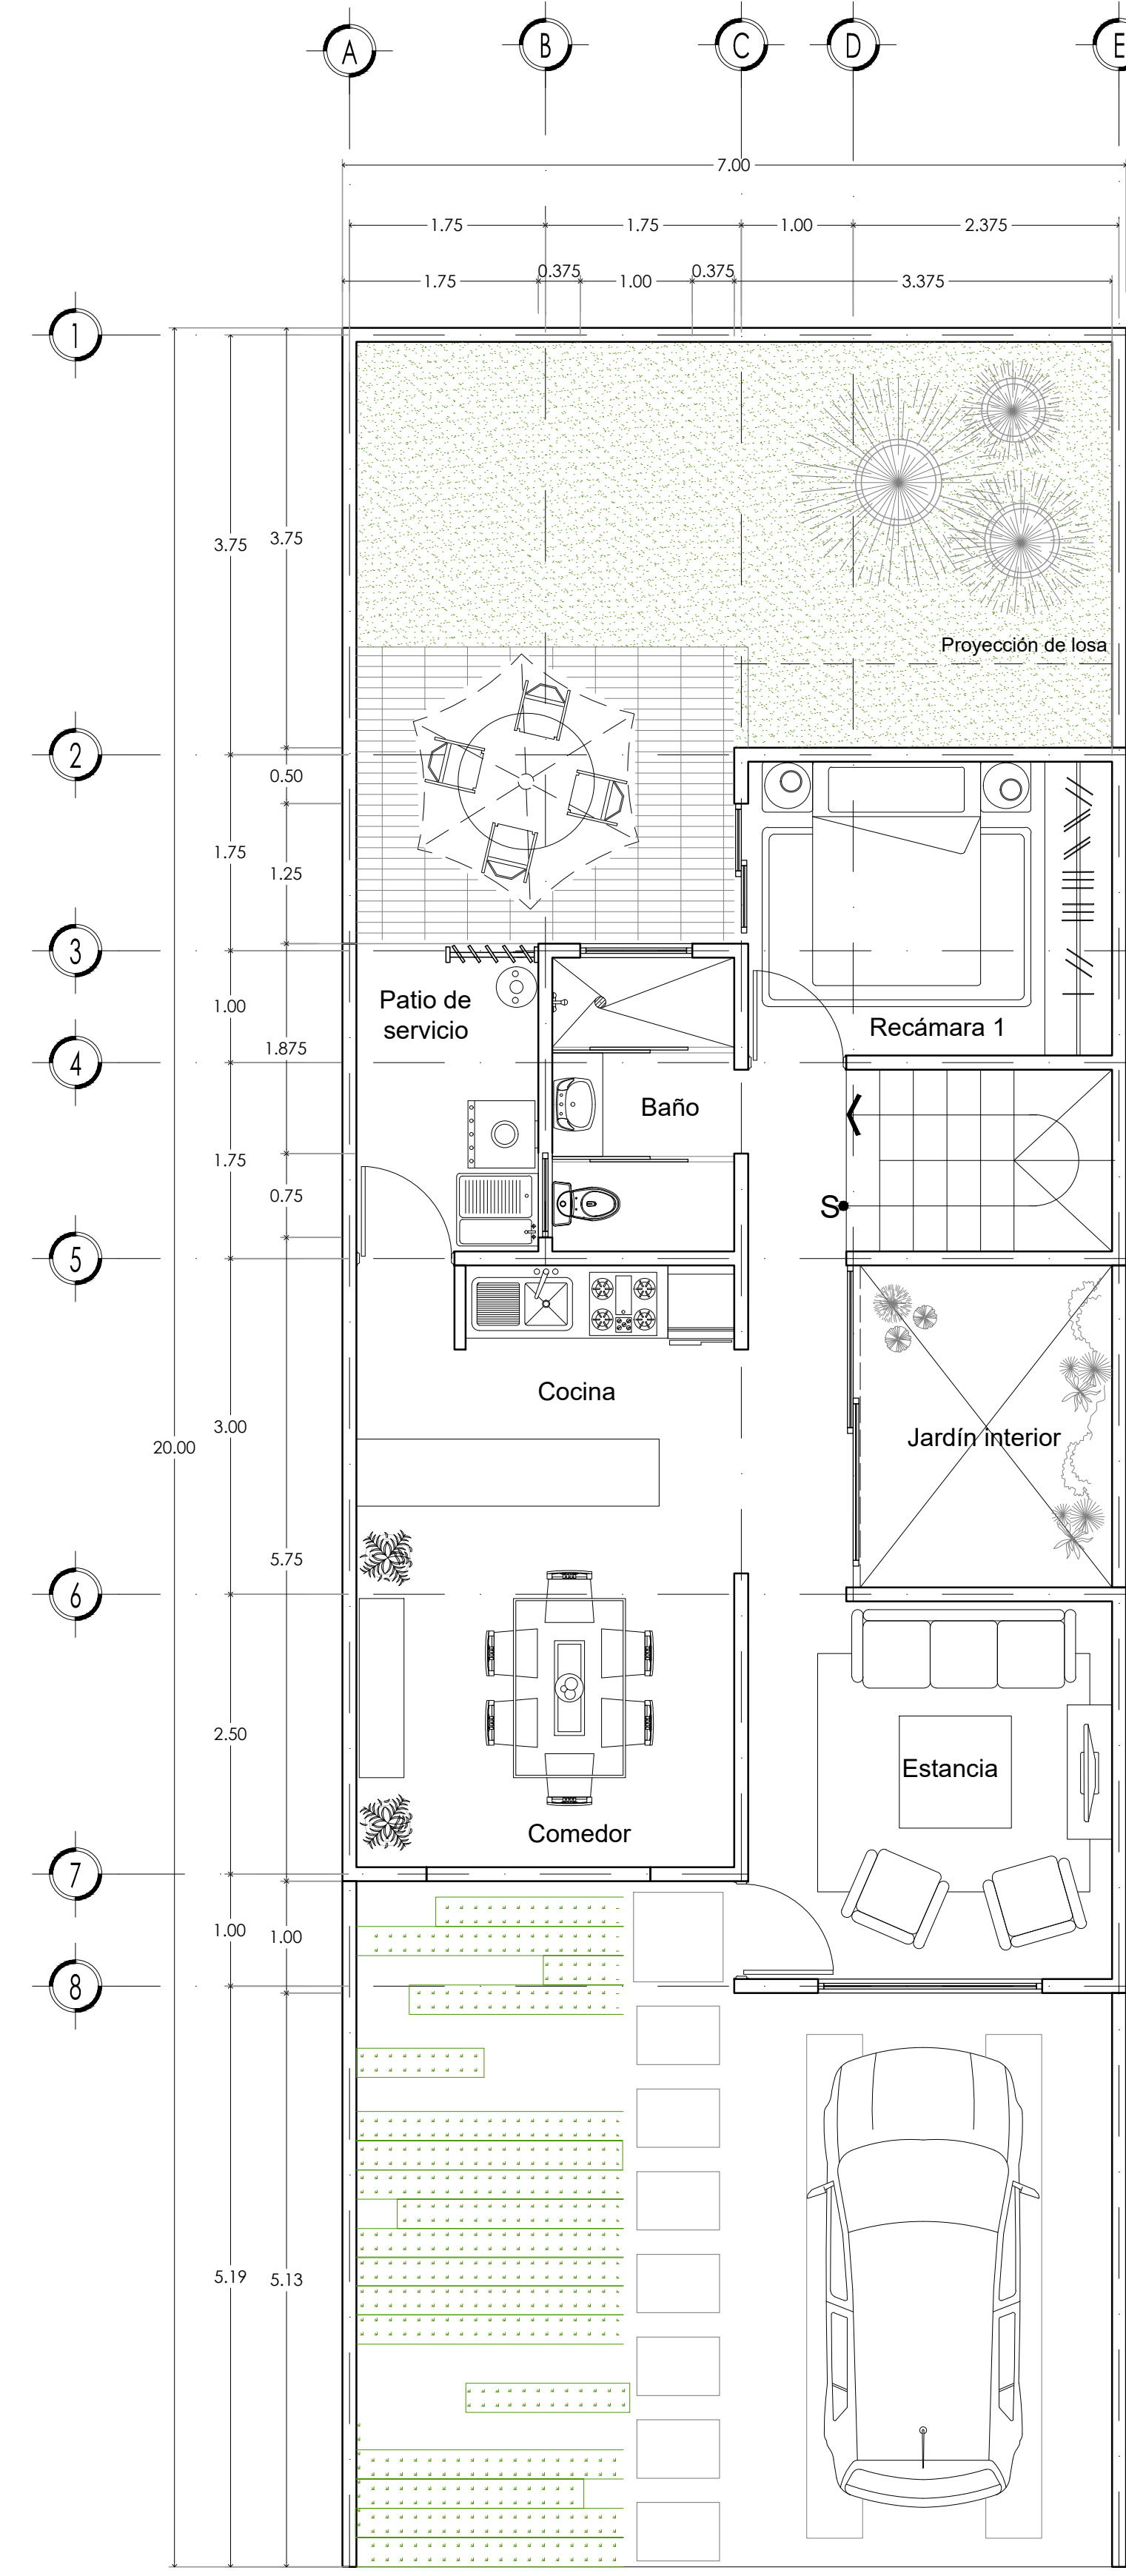 A
B
C
D
E
7.00
1.75
1.75
1.00
2.375
1.75
0.375
1.00
0.375
3.375
1
3.75
3.75
Proyección de losa
2
0.50
1.75
1.25
3
Patio de
servicio
1.00
Recámara 1
4
1.875
Baño
1.75
0.75
S
5
Cocina
3.00
20.00
Jardín interior
5.75
6
2.50
Estancia
Comedor
7
1.00
1.00
8
5.19
5.13